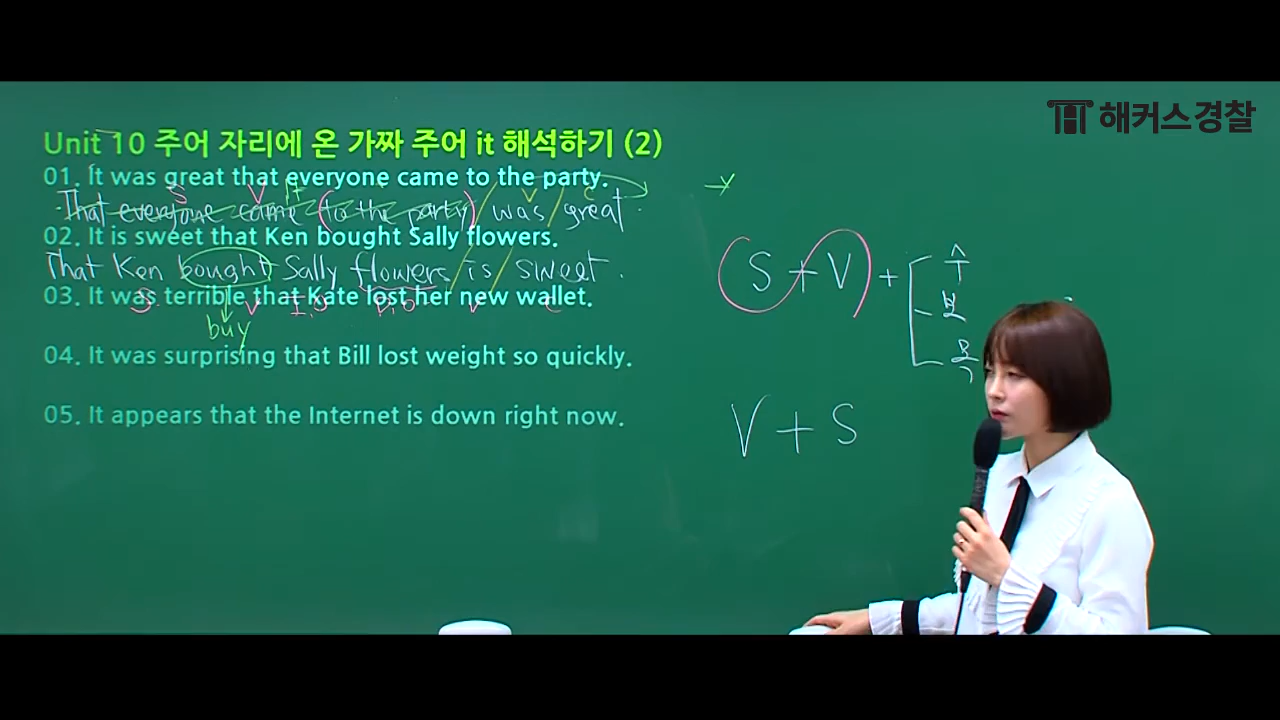 해커스경찰
Unit 10 주어 자리에 온 가짜 주어 it 해석하기 (2)
01. It was great that everyone came to the party.
S V
That everyone came (to the party) was great.
02. It is sweet that Ken bought Sally flowers.
That Ken bought Sally flowers is sweet.
03. It was terrible that Kate lost her new wallet.
S V I.O D.O V C
buy
04. It was surprising that Bill lost weight so quickly.
05. It appears that the Internet is down right now.
S + V +
보
V + S